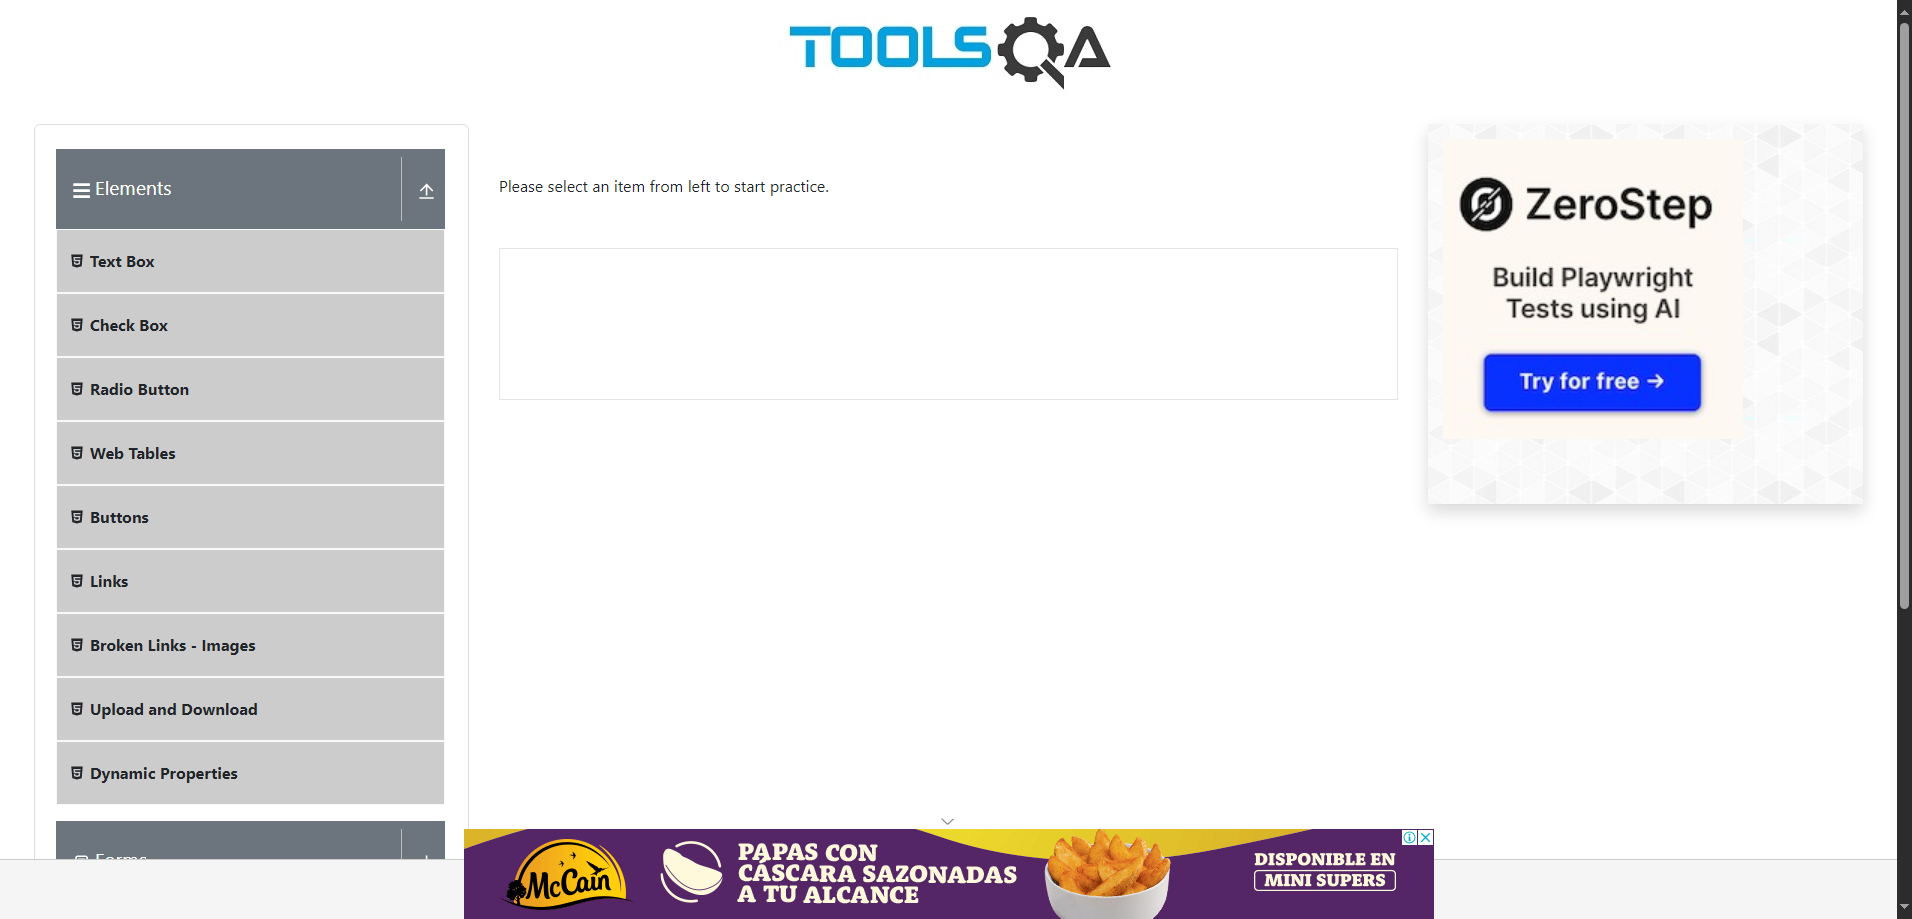 TOOLSQA
Elements
Text Box
Check Box
Radio Button
Web Tables
Buttons
Links
Broken Links - Images
Upload and Download
Dynamic Properties
Forms
Please select an item from left to start practice.
ZeroStep
Build Playwright
Tests using AI
Try for free →
McCain
PAPAS CON
CÁSCARA SAZONADAS
A TU ALCANCE
DISPONIBLE EN
MINI SUPERS